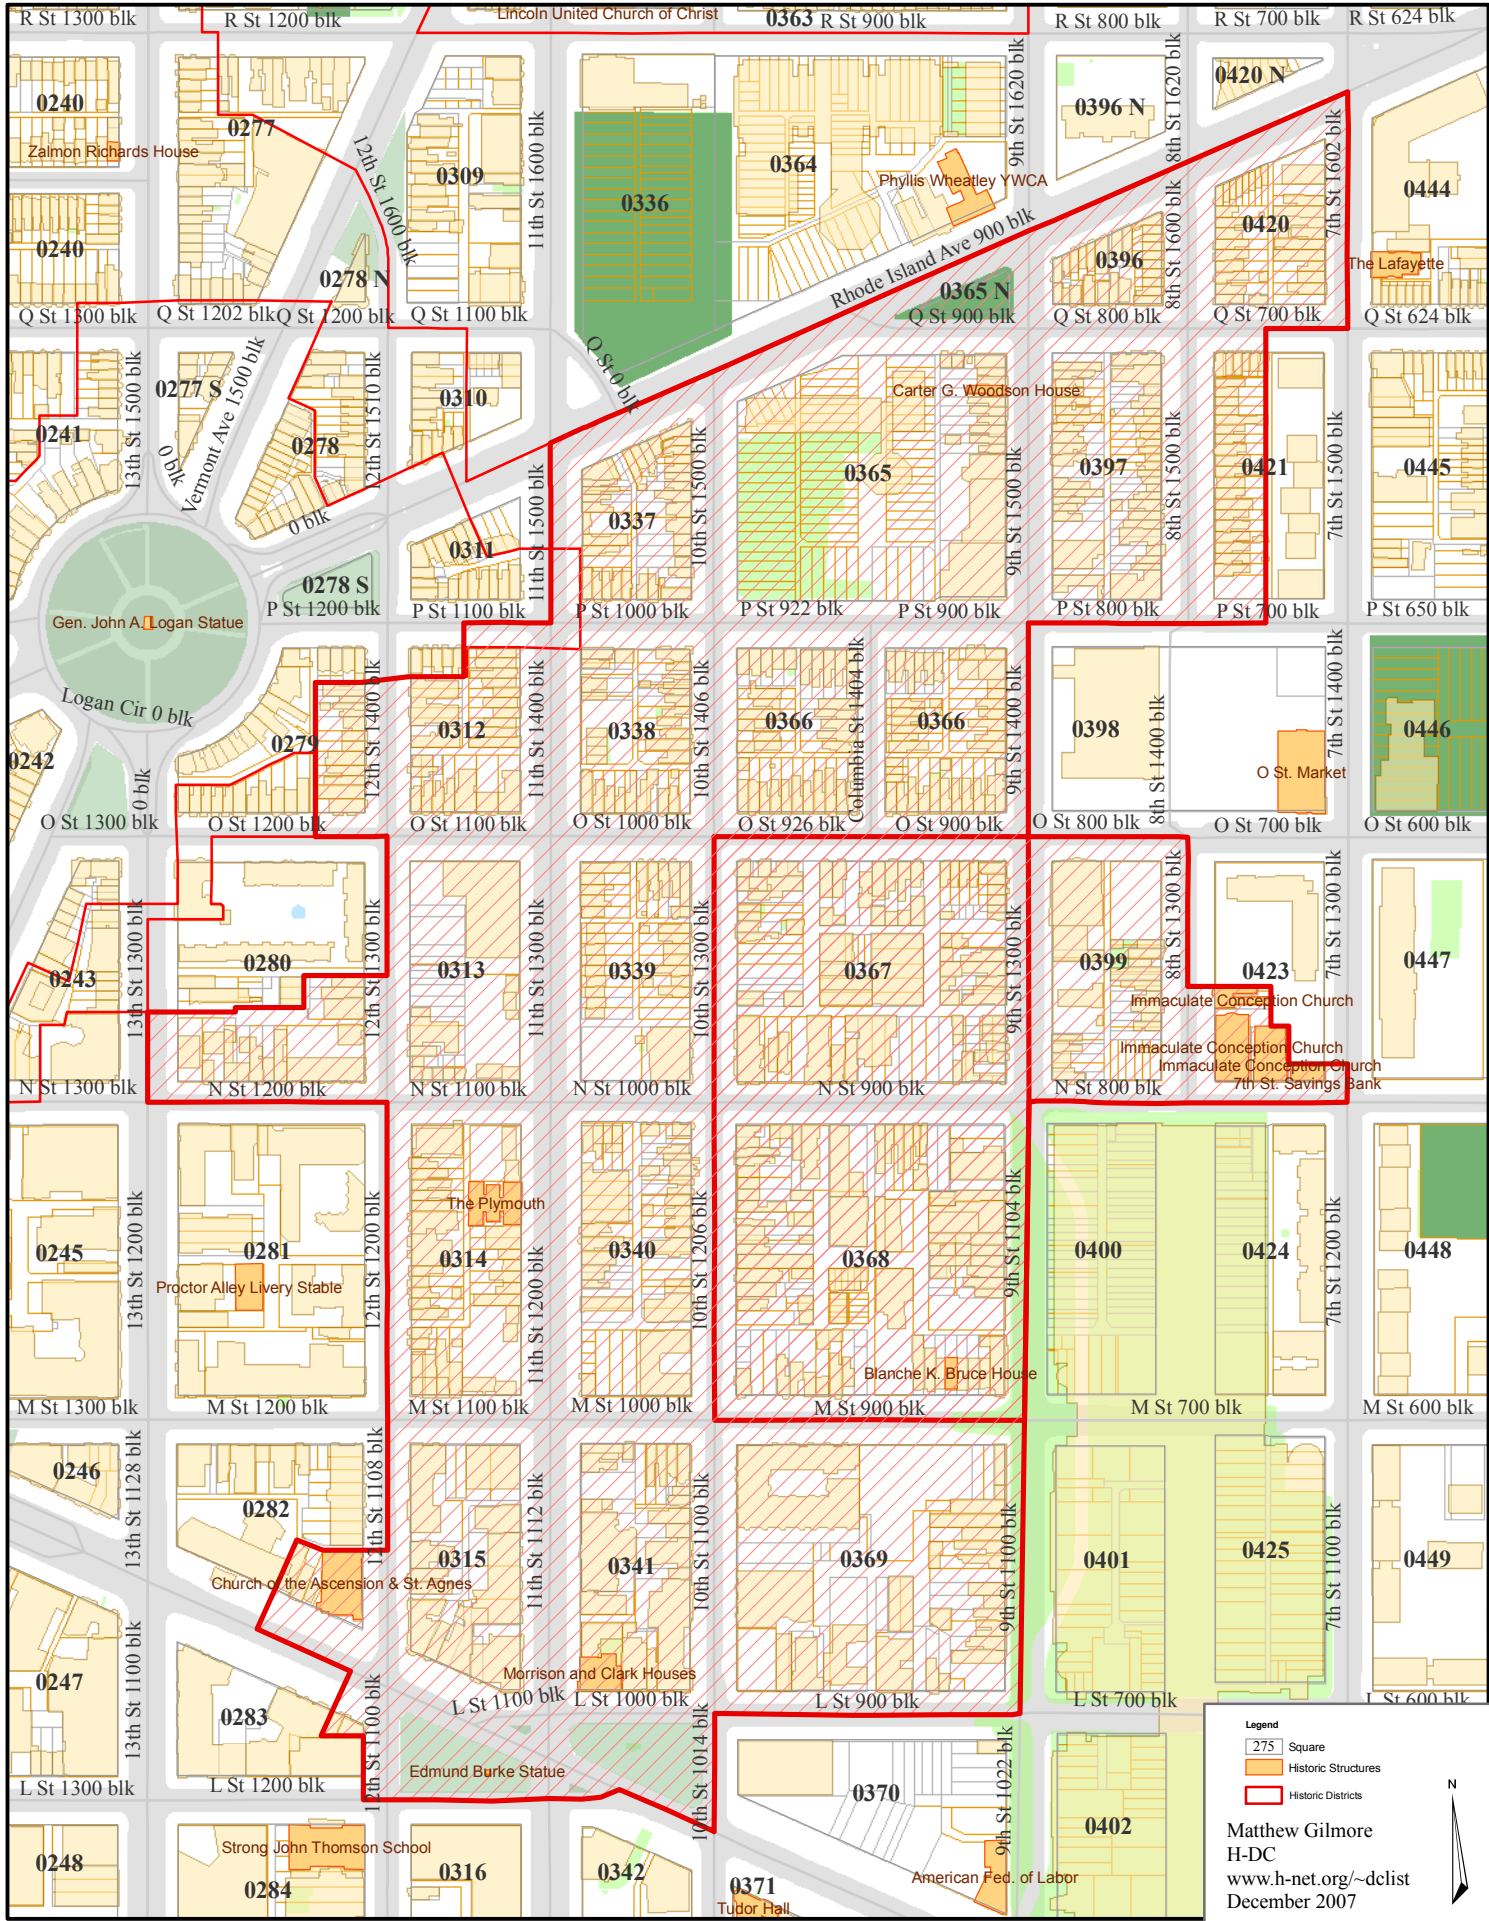 R St 1300 blk
R St 1200 blk
Lincoln United Church of Christ
0363
R St 900 blk
R St 800 blk
R St 700 blk
R St 624 blk
0240
0277
Zalmon Richards House
12th St 1600 blk
0309
11th St 1600 blk
0336
0364
Phyllis Wheatley YWCA
9th St 1620 blk
0396 N
8th St 1620 blk
0420 N
7th St 1602 blk
0444
0240
0278 N
Rhode Island Ave 900 blk
0365 N
0396
8th St 1600 blk
0420
The Lafayette
Q St 1300 blk
Q St 1202 blk
Q St 1200 blk
Q St 1100 blk
Q St 0 blk
Q St 900 blk
Q St 800 blk
Q St 700 blk
Q St 624 blk
0241
13th St 1500 blk
0277 S
0 blk
Vermont Ave 1500 blk
0278
12th St 1510 blk
0310
Carter G. Woodson House
0365
0397
0421
0445
0 blk
0311
11th St 1500 blk
0337
10th St 1500 blk
9th St 1500 blk
8th St 1500 blk
7th St 1500 blk
0278 S
P St 1200 blk
P St 1100 blk
P St 1000 blk
P St 922 blk
P St 900 blk
P St 800 blk
P St 700 blk
P St 650 blk
Gen. John A. Logan Statue
Logan Cir 0 blk
0242
0 blk
0279
12th St 1400 blk
0312
11th St 1400 blk
0338
10th St 1406 blk
0366
Columbia St 1404 blk
0366
9th St 1400 blk
0398
8th St 1400 blk
O St. Market
7th St 1400 blk
0446
O St 1300 blk
O St 1200 blk
O St 1100 blk
O St 1000 blk
O St 926 blk
O St 900 blk
O St 800 blk
O St 700 blk
O St 600 blk
0243
13th St 1300 blk
0280
12th St 1300 blk
0313
11th St 1300 blk
0339
10th St 1300 blk
0367
9th St 1300 blk
0399
8th St 1300 blk
0423
7th St 1300 blk
0447
Immaculate Conception Church
Immaculate Conception Church
Immaculate Conception Church
7th St. Savings Bank
N St 1300 blk
N St 1200 blk
N St 1100 blk
N St 1000 blk
N St 900 blk
N St 800 blk
0245
13th St 1200 blk
0281
Proctor Alley Livery Stable
12th St 1200 blk
The Plymouth
0314
11th St 1200 blk
0340
10th St 1206 blk
0368
9th St 1104 blk
0400
0424
7th St 1200 blk
0448
Blanche K. Bruce House
M St 1300 blk
M St 1200 blk
M St 1100 blk
M St 1000 blk
M St 900 blk
M St 700 blk
M St 600 blk
0246
13th St 1128 blk
0282
12th St 1108 blk
0315
11th St 1112 blk
0341
10th St 1100 blk
0369
9th St 1100 blk
0401
0425
7th St 1100 blk
0449
Church of the Ascension & St. Agnes
0247
13th St 1100 blk
0283
12th St 1100 blk
Morrison and Clark Houses
L St 1100 blk
L St 1000 blk
L St 900 blk
L St 700 blk
L St 600 blk
L St 1300 blk
L St 1200 blk
Edmund Burke Statue
10th St 1014 blk
0370
9th St 1022 blk
0402
0248
Strong John Thomson School
0284
0316
0342
0371
Tudor Hall
American Fed. of Labor
Legend
275 Square
Historic Structures
Historic Districts
N
Matthew Gilmore
H-DC
www.h-net.org/~dclist
December 2007